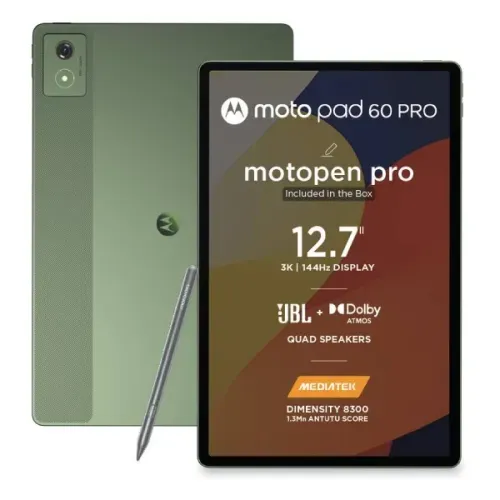 moto pad 60 PRO
motopen pro
Included in the Box
12.7"
3K | 144Hz DISPLAY
JBL + Dolby
ATMOS
QUAD SPEAKERS
MEDIATEK
DIMENSITY 8300
1.3Mn ANTUTU SCORE